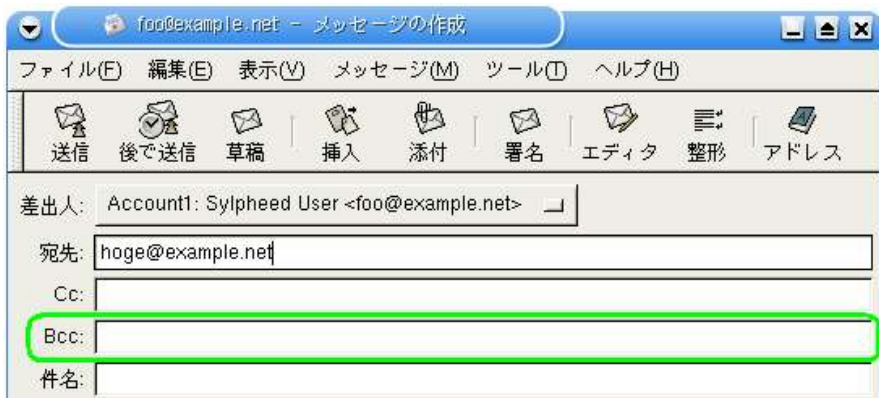 foo@example.net - メッセージの作成
ファイル(F) 編集(E) 表示(V) メッセージ(M) ツール(T) ヘルプ(H)
送信 後で送信 草稿 挿入 添付 署名 エディタ 整形 アドレス
差出人: Account1: Sylpheed User <foo@example.net>
宛先: hoge@example.net
Cc:
Bcc:
件名: